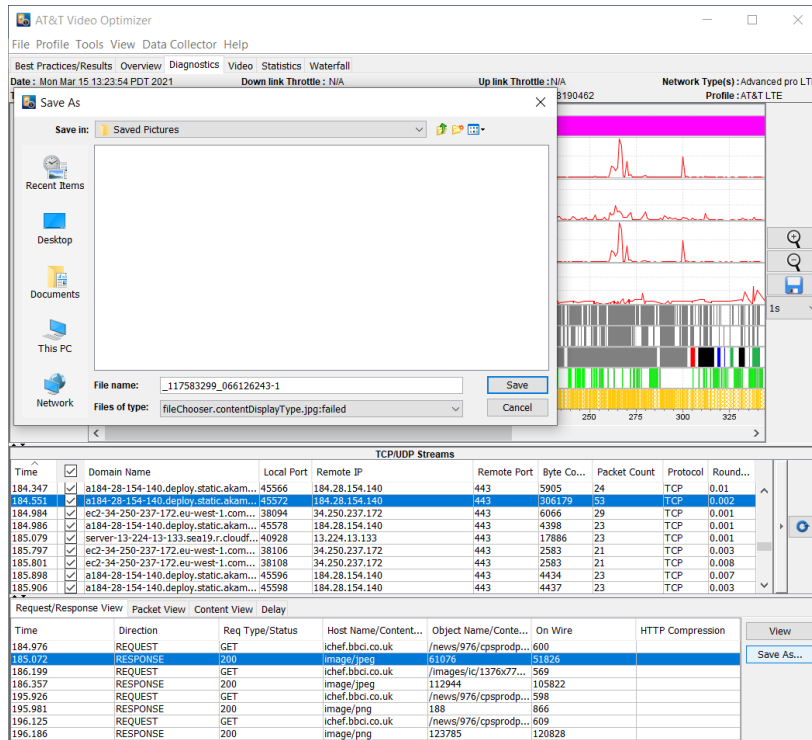 AT&T Video Optimizer
File Profile Tools View Data Collector Help
Best Practices/Results Overview Diagnostics Video Statistics Waterfall
Date : Mon Mar 15 13:23:54 PDT 2021 Down link Throttle : N/A Up link Throttle : N/A Network Type(s) : Advanced pro LTE
8190462 Profile : AT&T LTE
Save As
Save in: Saved Pictures
Recent Items
Desktop
Documents
This PC
Network
File name: _117583299_066126243-1 Save
Files of type: fileChooser.contentDisplayType.jpg:failed Cancel
1s
250 275 300 325
TCP/UDP Streams
Time Domain Name Local Port Remote IP Remote Port Byte Co... Packet Count Protocol Round...
184.347 a184-28-154-140.deploy.static.akam... 45566 184.28.154.140 443 5905 24 TCP 0.01
184.551 a184-28-154-140.deploy.static.akam... 45572 184.28.154.140 443 306179 53 TCP 0.002
184.984 ec2-34-250-237-172.eu-west-1.com... 38094 34.250.237.172 443 6066 29 TCP 0.001
184.986 a184-28-154-140.deploy.static.akam... 45578 184.28.154.140 443 4398 23 TCP 0.001
185.079 server-13-224-13-133.sea19.r.cloudf... 40928 13.224.13.133 443 17886 23 TCP 0.001
185.797 ec2-34-250-237-172.eu-west-1.com... 38106 34.250.237.172 443 2583 21 TCP 0.003
185.801 ec2-34-250-237-172.eu-west-1.com... 38108 34.250.237.172 443 2583 21 TCP 0.008
185.898 a184-28-154-140.deploy.static.akam... 45596 184.28.154.140 443 4434 23 TCP 0.007
185.906 a184-28-154-140.deploy.static.akam... 45598 184.28.154.140 443 4437 23 TCP 0.003
Request/Response View Packet View Content View Delay
Time Direction Req Type/Status Host Name/Content... Object Name/Conte... On Wire HTTP Compression View
184.976 REQUEST GET ichef.bbci.co.uk /news/976/cpsprodp... 600
185.072 RESPONSE 200 image/jpeg 61076 51826 Save As...
186.199 REQUEST GET ichef.bbci.co.uk /images/ic/1376x77... 569
186.357 RESPONSE 200 image/jpeg 112944 105822
195.926 REQUEST GET ichef.bbci.co.uk /news/976/cpsprodp... 598
195.981 RESPONSE 200 image/png 188 866
196.125 REQUEST GET ichef.bbci.co.uk /news/976/cpsprodp... 609
196.186 RESPONSE 200 image/png 123785 120828